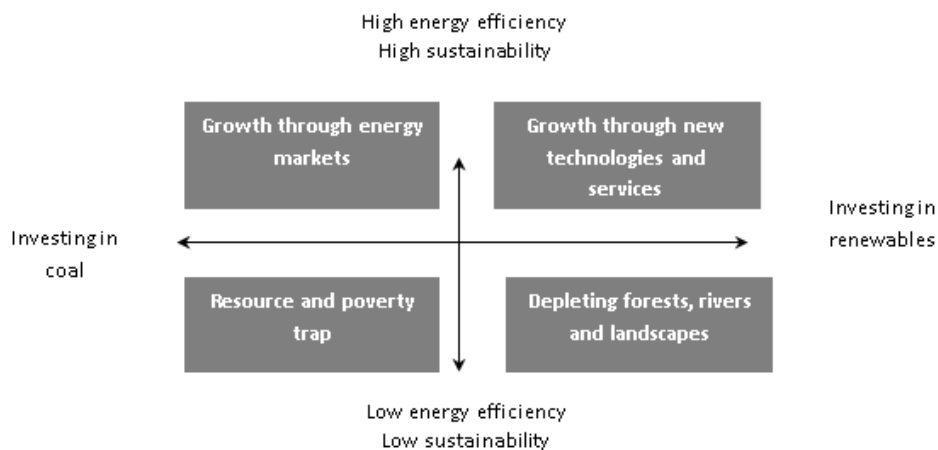 High energy efficiency
High sustainability
Growth through energy
markets
Growth through new
technologies and
services
Investing in
coal
Investing in
renewables
Resource and poverty
trap
Depleting forests, rivers
and landscapes
Low energy efficiency
Low sustainability